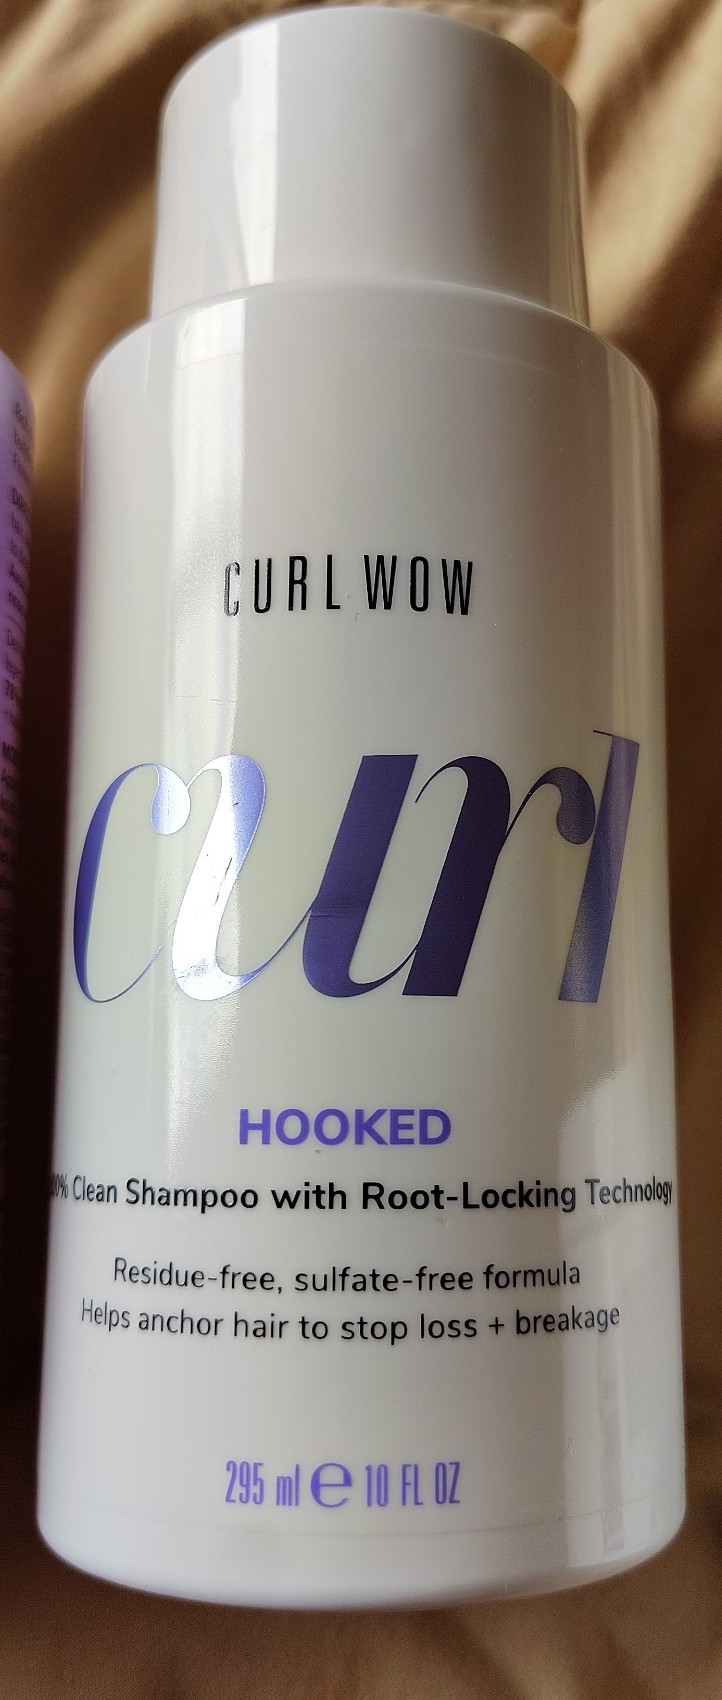 CURL WOW
curl
HOOKED
Clean Shampoo with Root-Locking Technology
Residue-free, sulfate-free formula
Helps anchor hair to stop loss + breakage
295 ml e 10 FL OZ